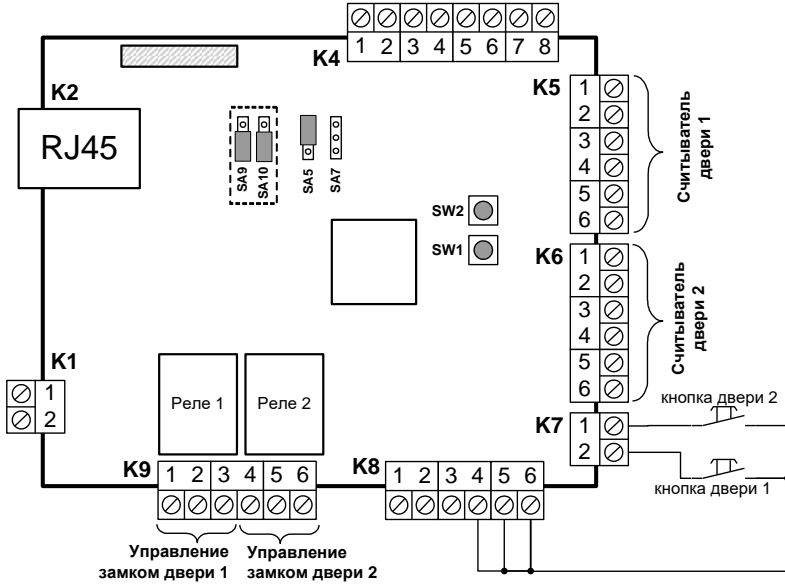 K4
1 2 3 4 5 6 7 8
K2
RJ45
SA9
SA10
SA5
SA7
SW2
SW1
K5
1
2
3
4
5
6
Считыватель
двери 1
K6
1
2
3
4
5
6
Считыватель
двери 2
K1
1
2
Реле 1
Реле 2
K7
1
2
кнопка двери 2
кнопка двери 1
K9
1 2 3 4 5 6
K8
1 2 3 4 5 6
Управление
замком двери 1
Управление
замком двери 2